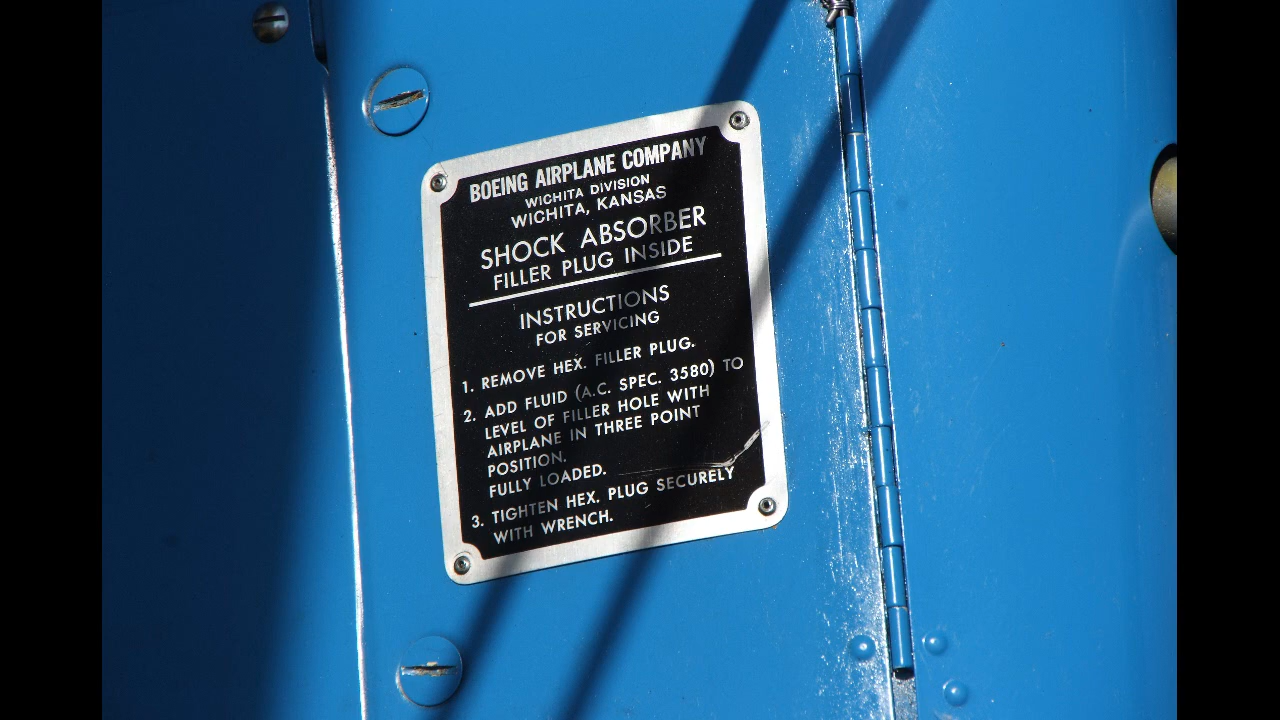 BOEING AIRPLANE COMPANY
WICHITA DIVISION
WICHITA, KANSAS
SHOCK ABSORBER
FILLER PLUG INSIDE
INSTRUCTIONS
FOR SERVICING
1. REMOVE HEX. FILLER PLUG.
2. ADD FLUID (A.C. SPEC. 3580) TO
LEVEL OF FILLER HOLE WITH
AIRPLANE IN THREE POINT
POSITION.
FULLY LOADED.
3. TIGHTEN HEX. PLUG SECURELY
WITH WRENCH.